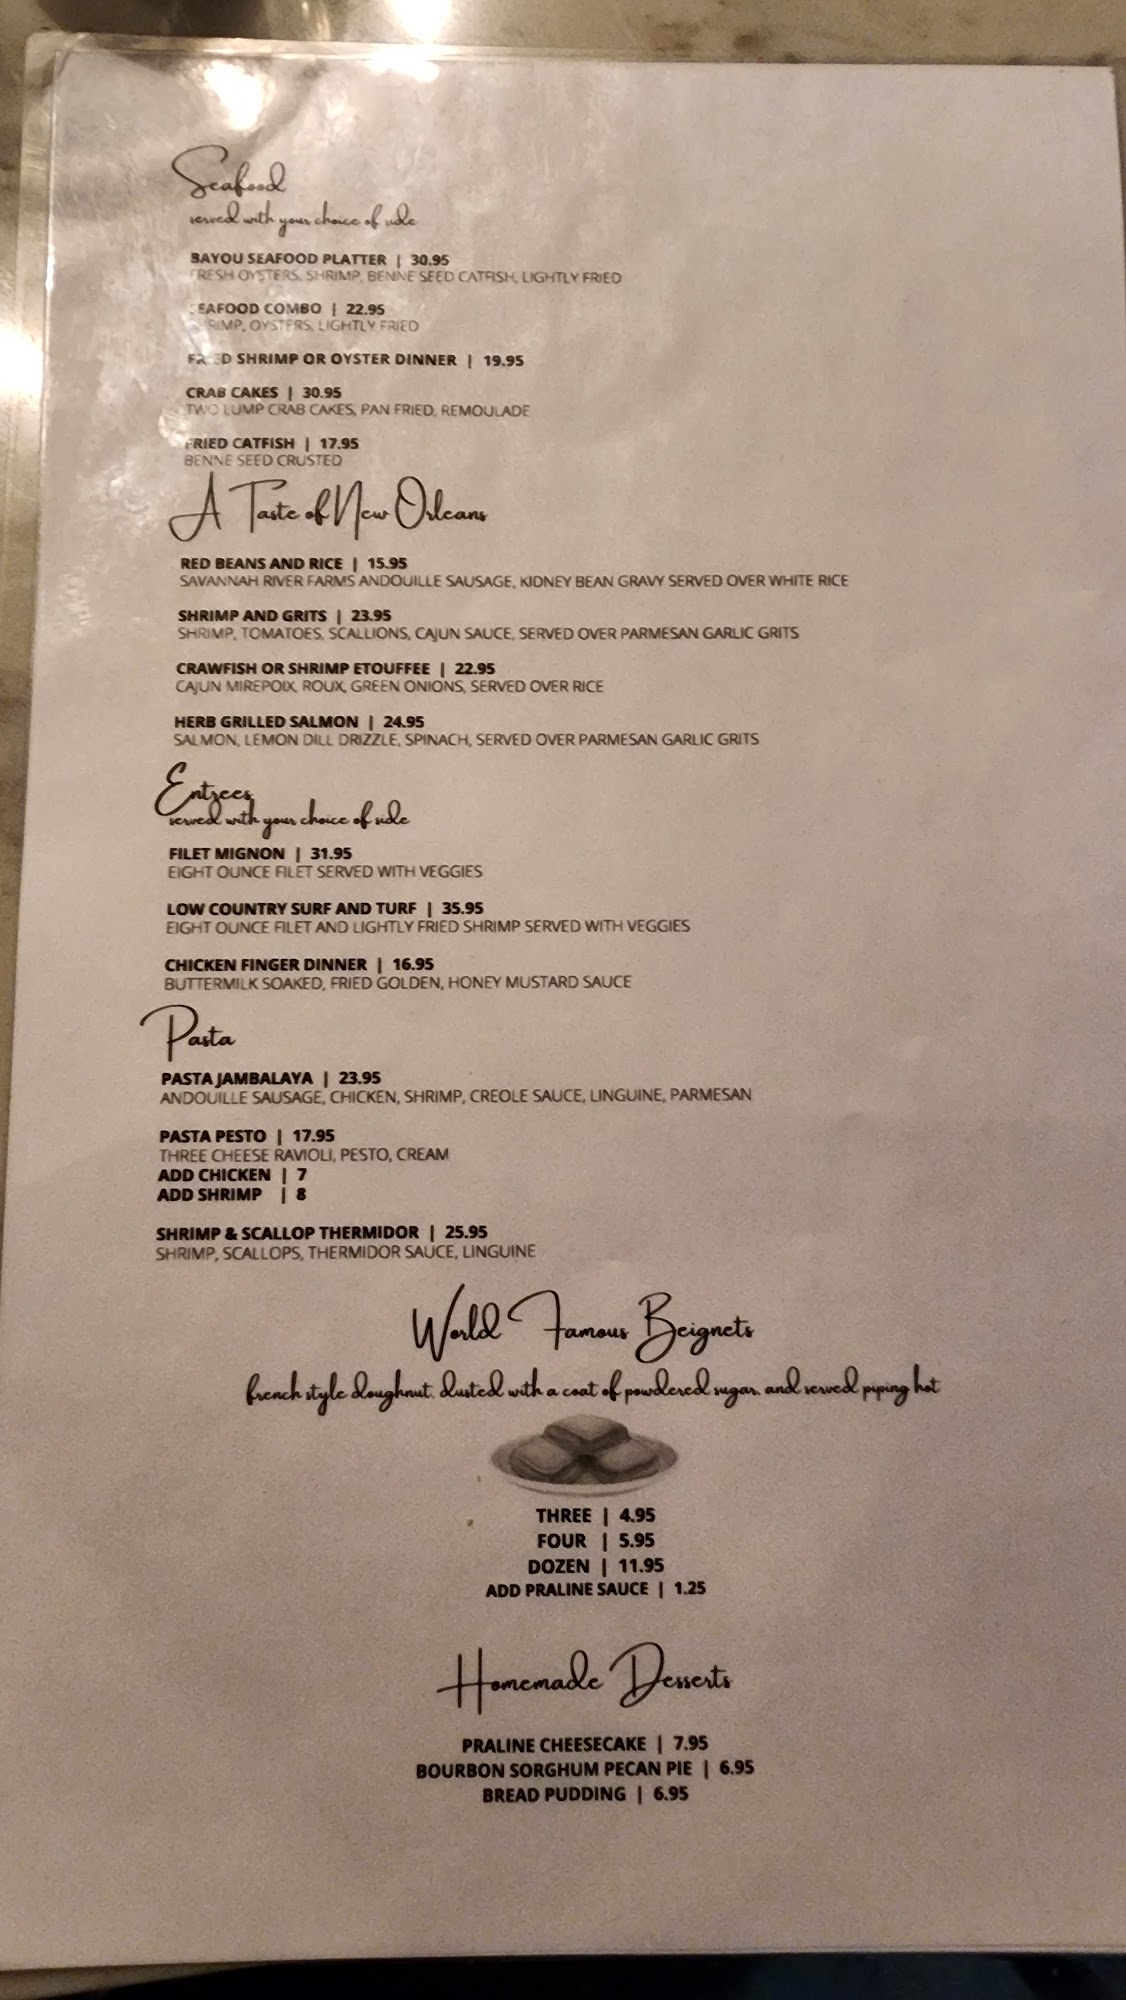 Seafood
served with your choice of side
BAYOU SEAFOOD PLATTER | 30.95
FRESH OYSTERS, SHRIMP, BENNE SEED CATFISH, LIGHTLY FRIED
SEAFOOD COMBO | 22.95
SHRIMP, OYSTERS, LIGHTLY FRIED
FRIED SHRIMP OR OYSTER DINNER | 19.95
CRAB CAKES | 30.95
TWO LUMP CRAB CAKES, PAN FRIED, REMOULADE
FRIED CATFISH | 17.95
BENNE SEED CRUSTED
A Taste of New Orleans
RED BEANS AND RICE | 15.95
SAVANNAH RIVER FARMS ANDOUILLE SAUSAGE, KIDNEY BEAN GRAVY SERVED OVER WHITE RICE
SHRIMP AND GRITS | 23.95
SHRIMP, TOMATOES, SCALLIONS, CAJUN SAUCE, SERVED OVER PARMESAN GARLIC GRITS
CRAWFISH OR SHRIMP ETOUFFEE | 22.95
CAJUN MIREPOIX, ROUX, GREEN ONIONS, SERVED OVER RICE
HERB GRILLED SALMON | 24.95
SALMON, LEMON DILL DRIZZLE, SPINACH, SERVED OVER PARMESAN GARLIC GRITS
Entrees
served with your choice of side
FILET MIGNON | 31.95
EIGHT OUNCE FILET SERVED WITH VEGGIES
LOW COUNTRY SURF AND TURF | 35.95
EIGHT OUNCE FILET AND LIGHTLY FRIED SHRIMP SERVED WITH VEGGIES
CHICKEN FINGER DINNER | 16.95
BUTTERMILK SOAKED, FRIED GOLDEN, HONEY MUSTARD SAUCE
Pasta
PASTA JAMBALAYA | 23.95
ANDOUILLE SAUSAGE, CHICKEN, SHRIMP, CREOLE SAUCE, LINGUINE, PARMESAN
PASTA PESTO | 17.95
THREE CHEESE RAVIOLI, PESTO, CREAM
ADD CHICKEN | 7
ADD SHRIMP | 8
SHRIMP & SCALLOP THERMIDOR | 25.95
SHRIMP, SCALLOPS, THERMIDOR SAUCE, LINGUINE
World Famous Beignets
french style doughnut, dusted with a coat of powdered sugar, and served piping hot
THREE | 4.95
FOUR | 5.95
DOZEN | 11.95
ADD PRALINE SAUCE | 1.25
Homemade Desserts
PRALINE CHEESECAKE | 7.95
BOURBON SORGHUM PECAN PIE | 6.95
BREAD PUDDING | 6.95